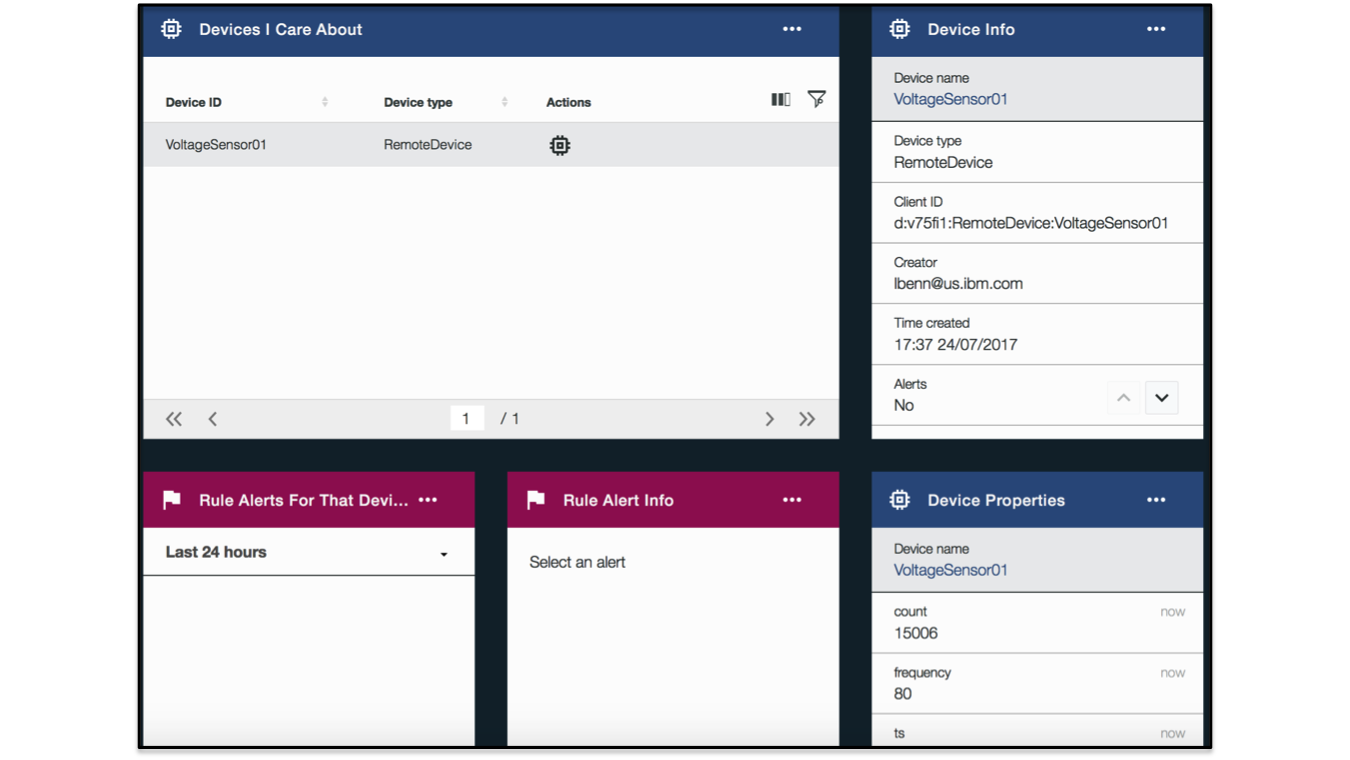 Devices I Care About
Device ID Device type Actions
VoltageSensor01 RemoteDevice
1 / 1
Device Info
Device name
VoltageSensor01
Device type
RemoteDevice
Client ID
d:v75fi1:RemoteDevice:VoltageSensor01
Creator
lbenn@us.ibm.com
Time created
17:37 24/07/2017
Alerts
No
Rule Alerts For That Devi...
Last 24 hours
Rule Alert Info
Select an alert
Device Properties
Device name
VoltageSensor01
count now
15006
frequency now
80
ts now